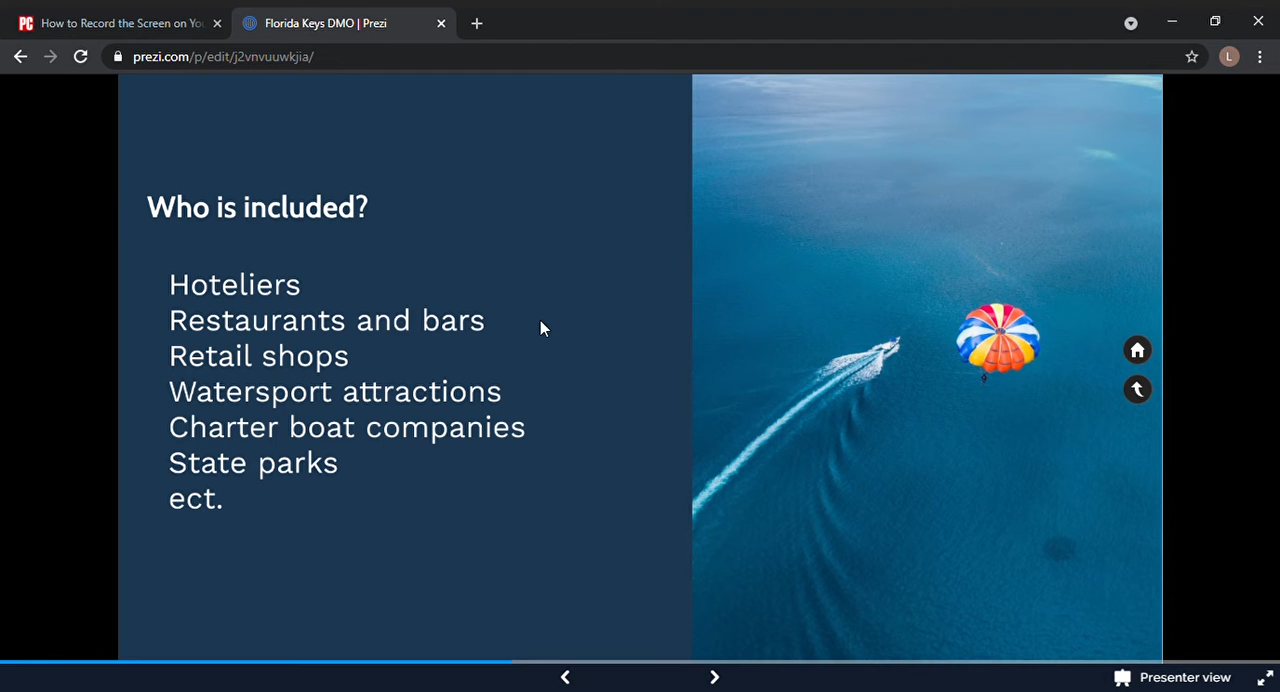 How to Record the Screen on Yo
Florida Keys DMO | Prezi
prezi.com/p/edit/j2vnvuuwkjia/
L
Who is included?
Hoteliers
Restaurants and bars
Retail shops
Watersport attractions
Charter boat companies
State parks
ect.
Presenter view